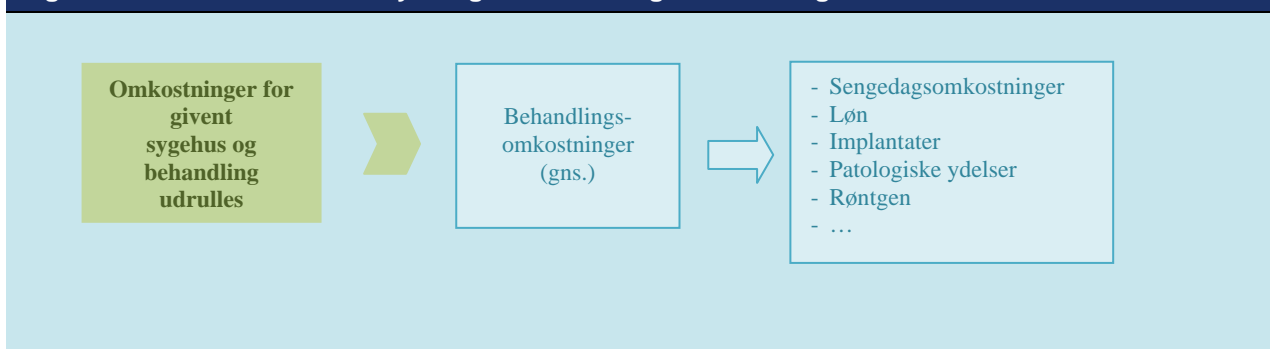 Omkostninger for
givent
sygehus og
behandling
udrulles
Behandlings-
omkostninger
(gns.)
- Sengedagsomkostninger
- Løn
- Implantater
- Patologiske ydelser
- Røntgen
- …